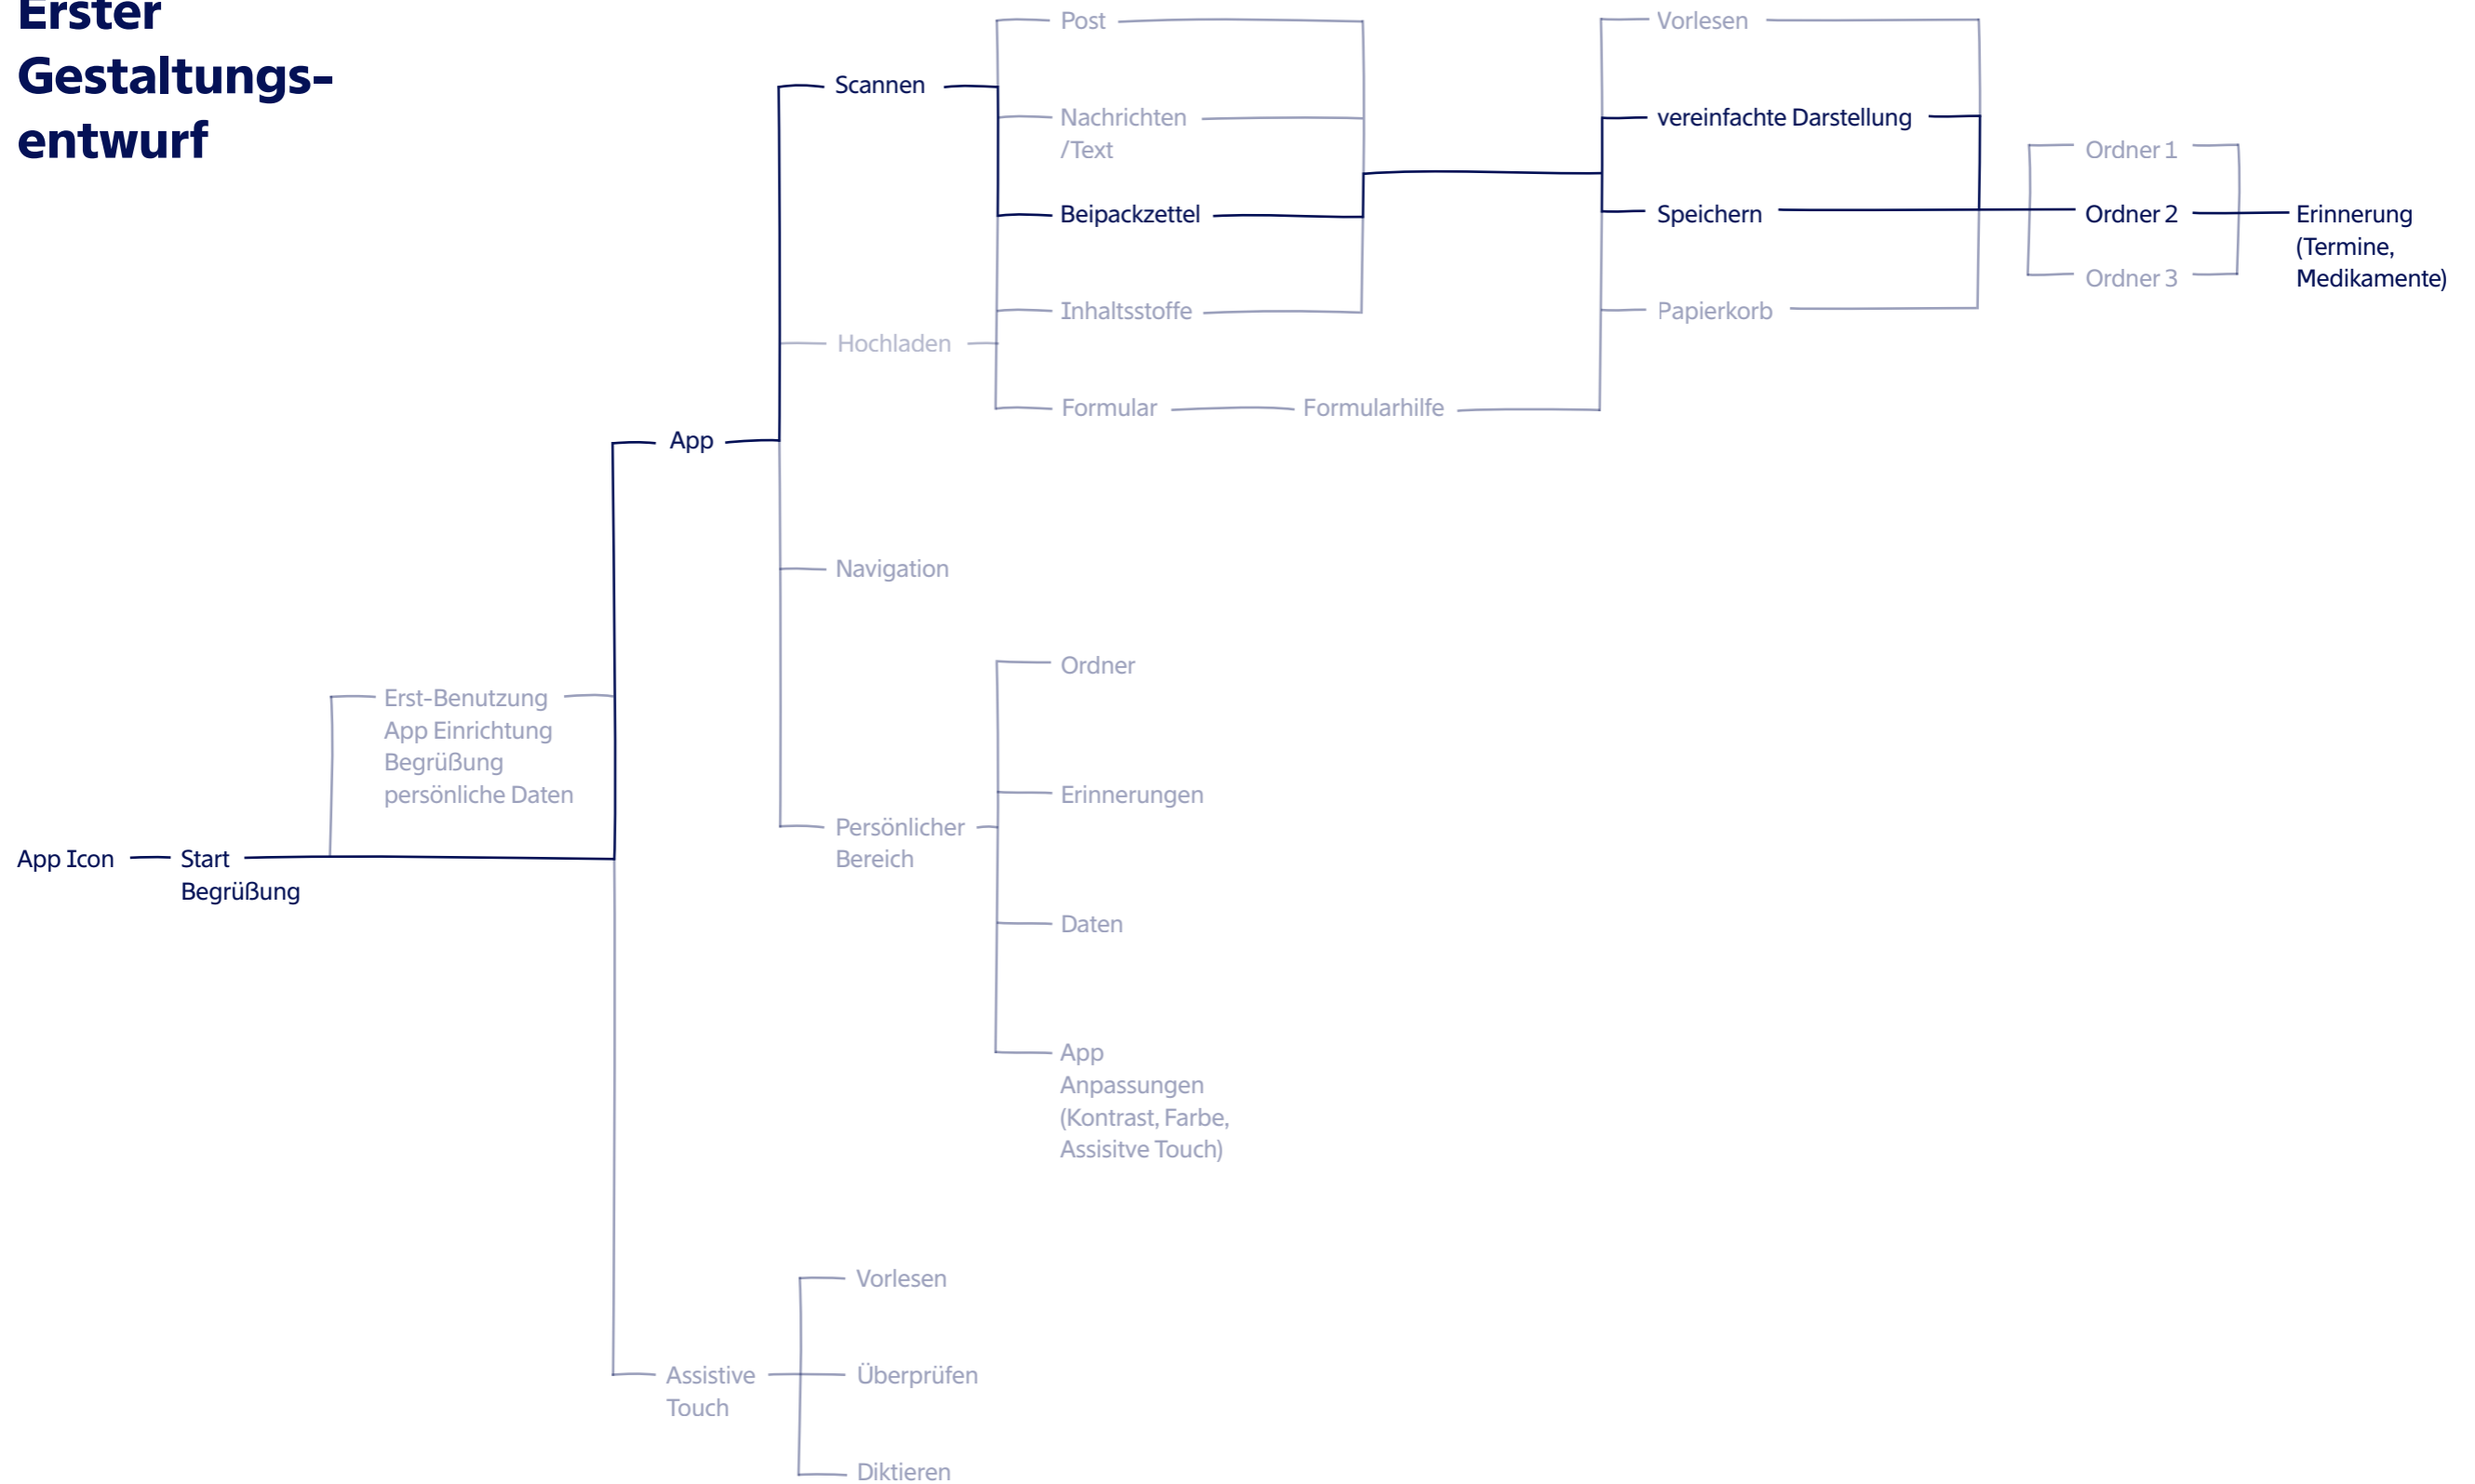 Erster
Gestaltungs-
entwurf
Post
Vorlesen
Scannen
Nachrichten
/Text
vereinfachte Darstellung
Ordner 1
Beipackzettel
Speichern
Ordner 2
Erinnerung
(Termine,
Medikamente)
Ordner 3
Inhaltsstoffe
Papierkorb
Hochladen
Formular
Formularhilfe
App
Navigation
Ordner
Erst-Benutzung
App Einrichtung
Begrüßung
persönliche Daten
Erinnerungen
Persönlicher
Bereich
App Icon
Start
Begrüßung
Daten
App
Anpassungen
(Kontrast, Farbe,
Assisitve Touch)
Vorlesen
Assistive
Touch
Überprüfen
Diktieren